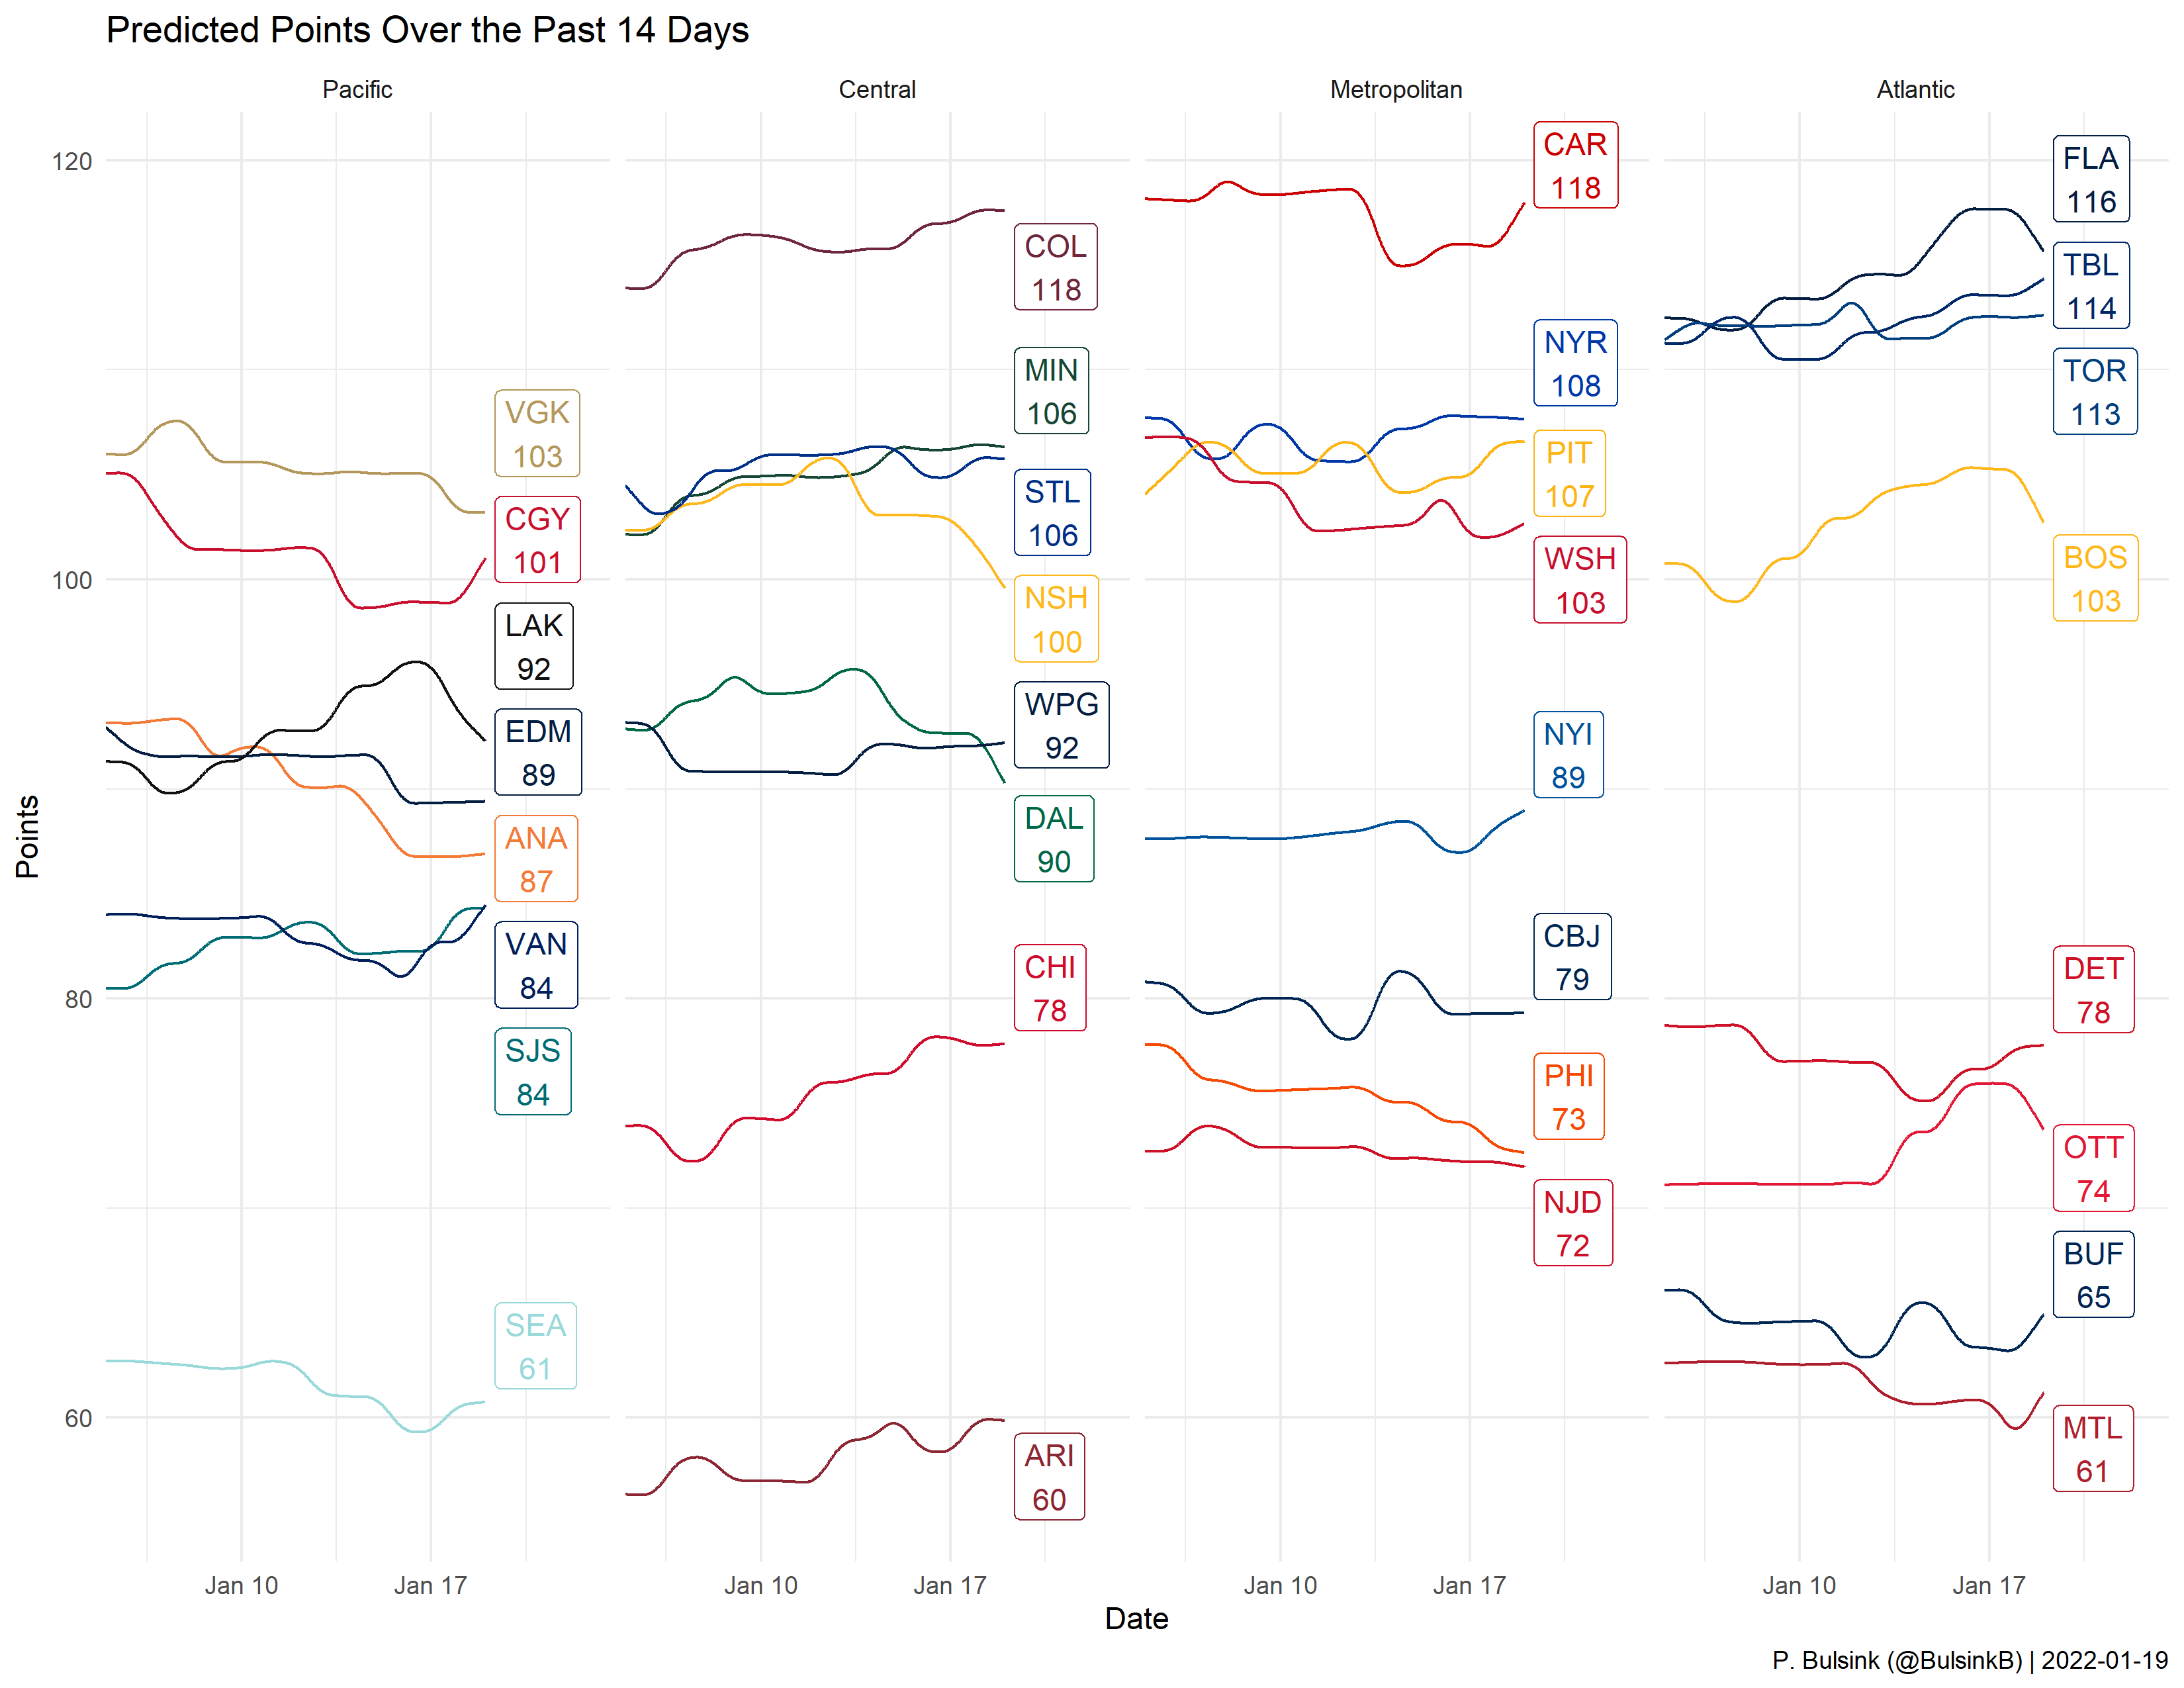 Predicted Points Over the Past 14 Days
Pacific
Central
Metropolitan
Atlantic
Points
120
100
80
60
VGK
103
CGY
101
LAK
92
EDM
89
ANA
87
VAN
84
SJS
84
SEA
61
COL
118
MIN
106
STL
106
NSH
100
WPG
92
DAL
90
CHI
78
ARI
60
CAR
118
NYR
108
PIT
107
WSH
103
NYI
89
CBJ
79
PHI
73
NJD
72
FLA
116
TBL
114
TOR
113
BOS
103
DET
78
OTT
74
BUF
65
MTL
61
Jan 10 Jan 17
Jan 10 Jan 17
Jan 10 Jan 17
Jan 10 Jan 17
Date
P. Bulsink (@BulsinkB) | 2022-01-19